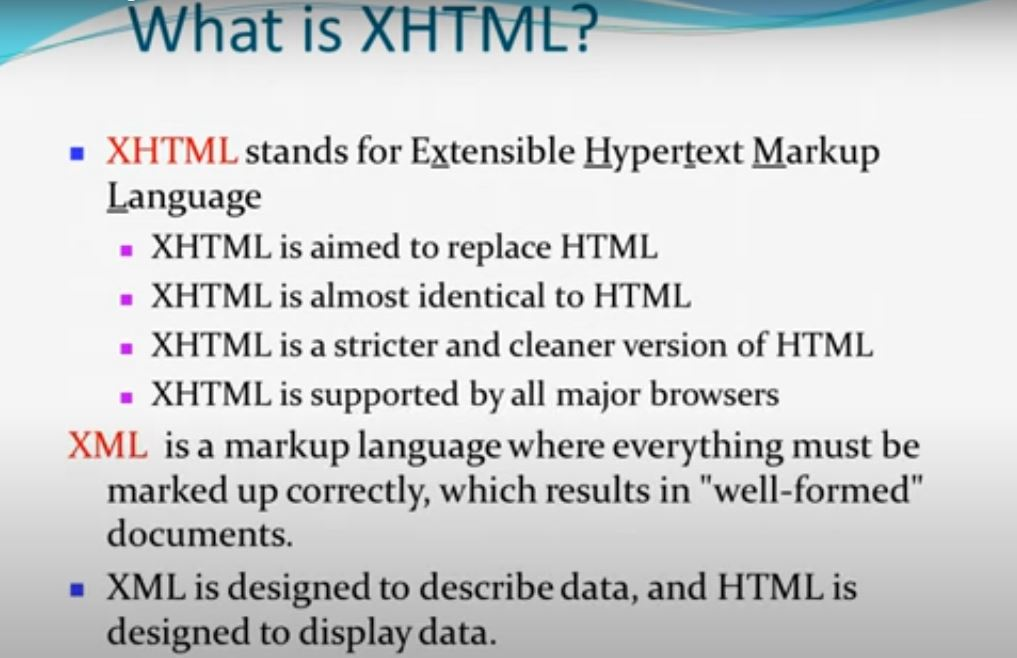 What is XHTML?
XHTML stands for Extensible Hypertext Markup
Language
XHTML is aimed to replace HTML
XHTML is almost identical to HTML
XHTML is a stricter and cleaner version of HTML
XHTML is supported by all major browsers
XML is a markup language where everything must be
marked up correctly, which results in "well-formed"
documents.
XML is designed to describe data, and HTML is
designed to display data.